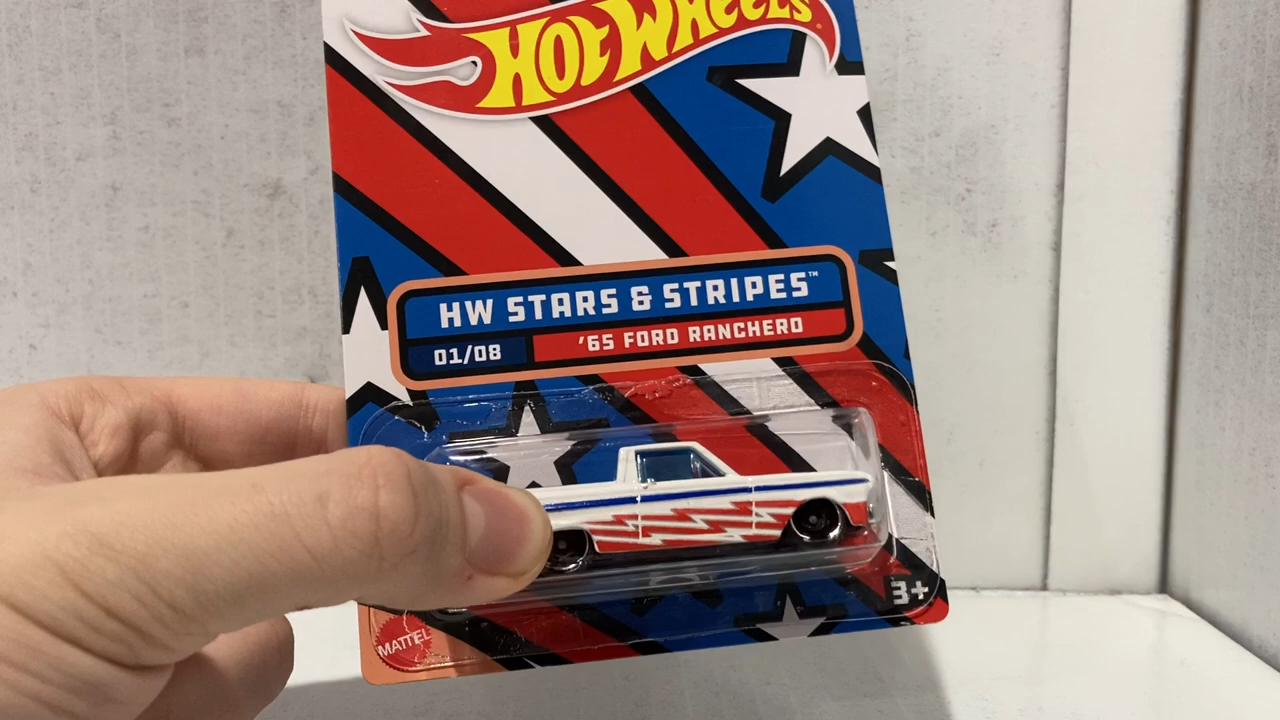 HOT WHEELS
HW STARS & STRIPES™
01/08 '65 FORD RANCHERO
3+
MATTEL